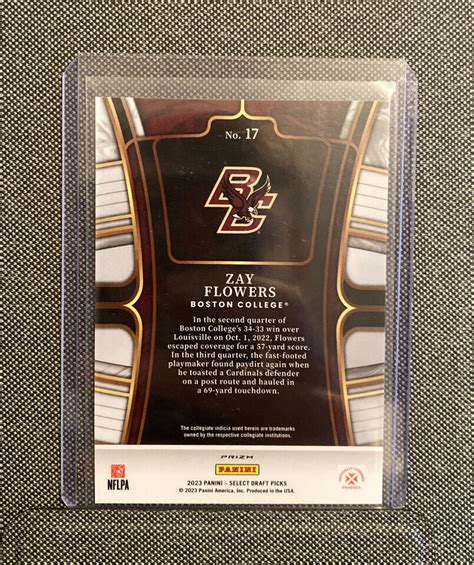 No. 17
BC
ZAY
FLOWERS
BOSTON COLLEGE®
In the second quarter of
Boston College's 34-33 win over
Louisville on Oct. 1, 2022, Flowers
escaped coverage for a 57-yard score.
In the third quarter, the fast-footed
playmaker found paydirt again when
he toasted a Cardinals defender
on a post route and hauled in
a 69-yard touchdown.
The collegiate indicia used herein are trademarks
owned by the respective collegiate institutions.
PRIZM
PANINI
NFLPA
2023 PANINI – SELECT DRAFT PICKS
© 2023 Panini America, Inc. Produced in the USA.